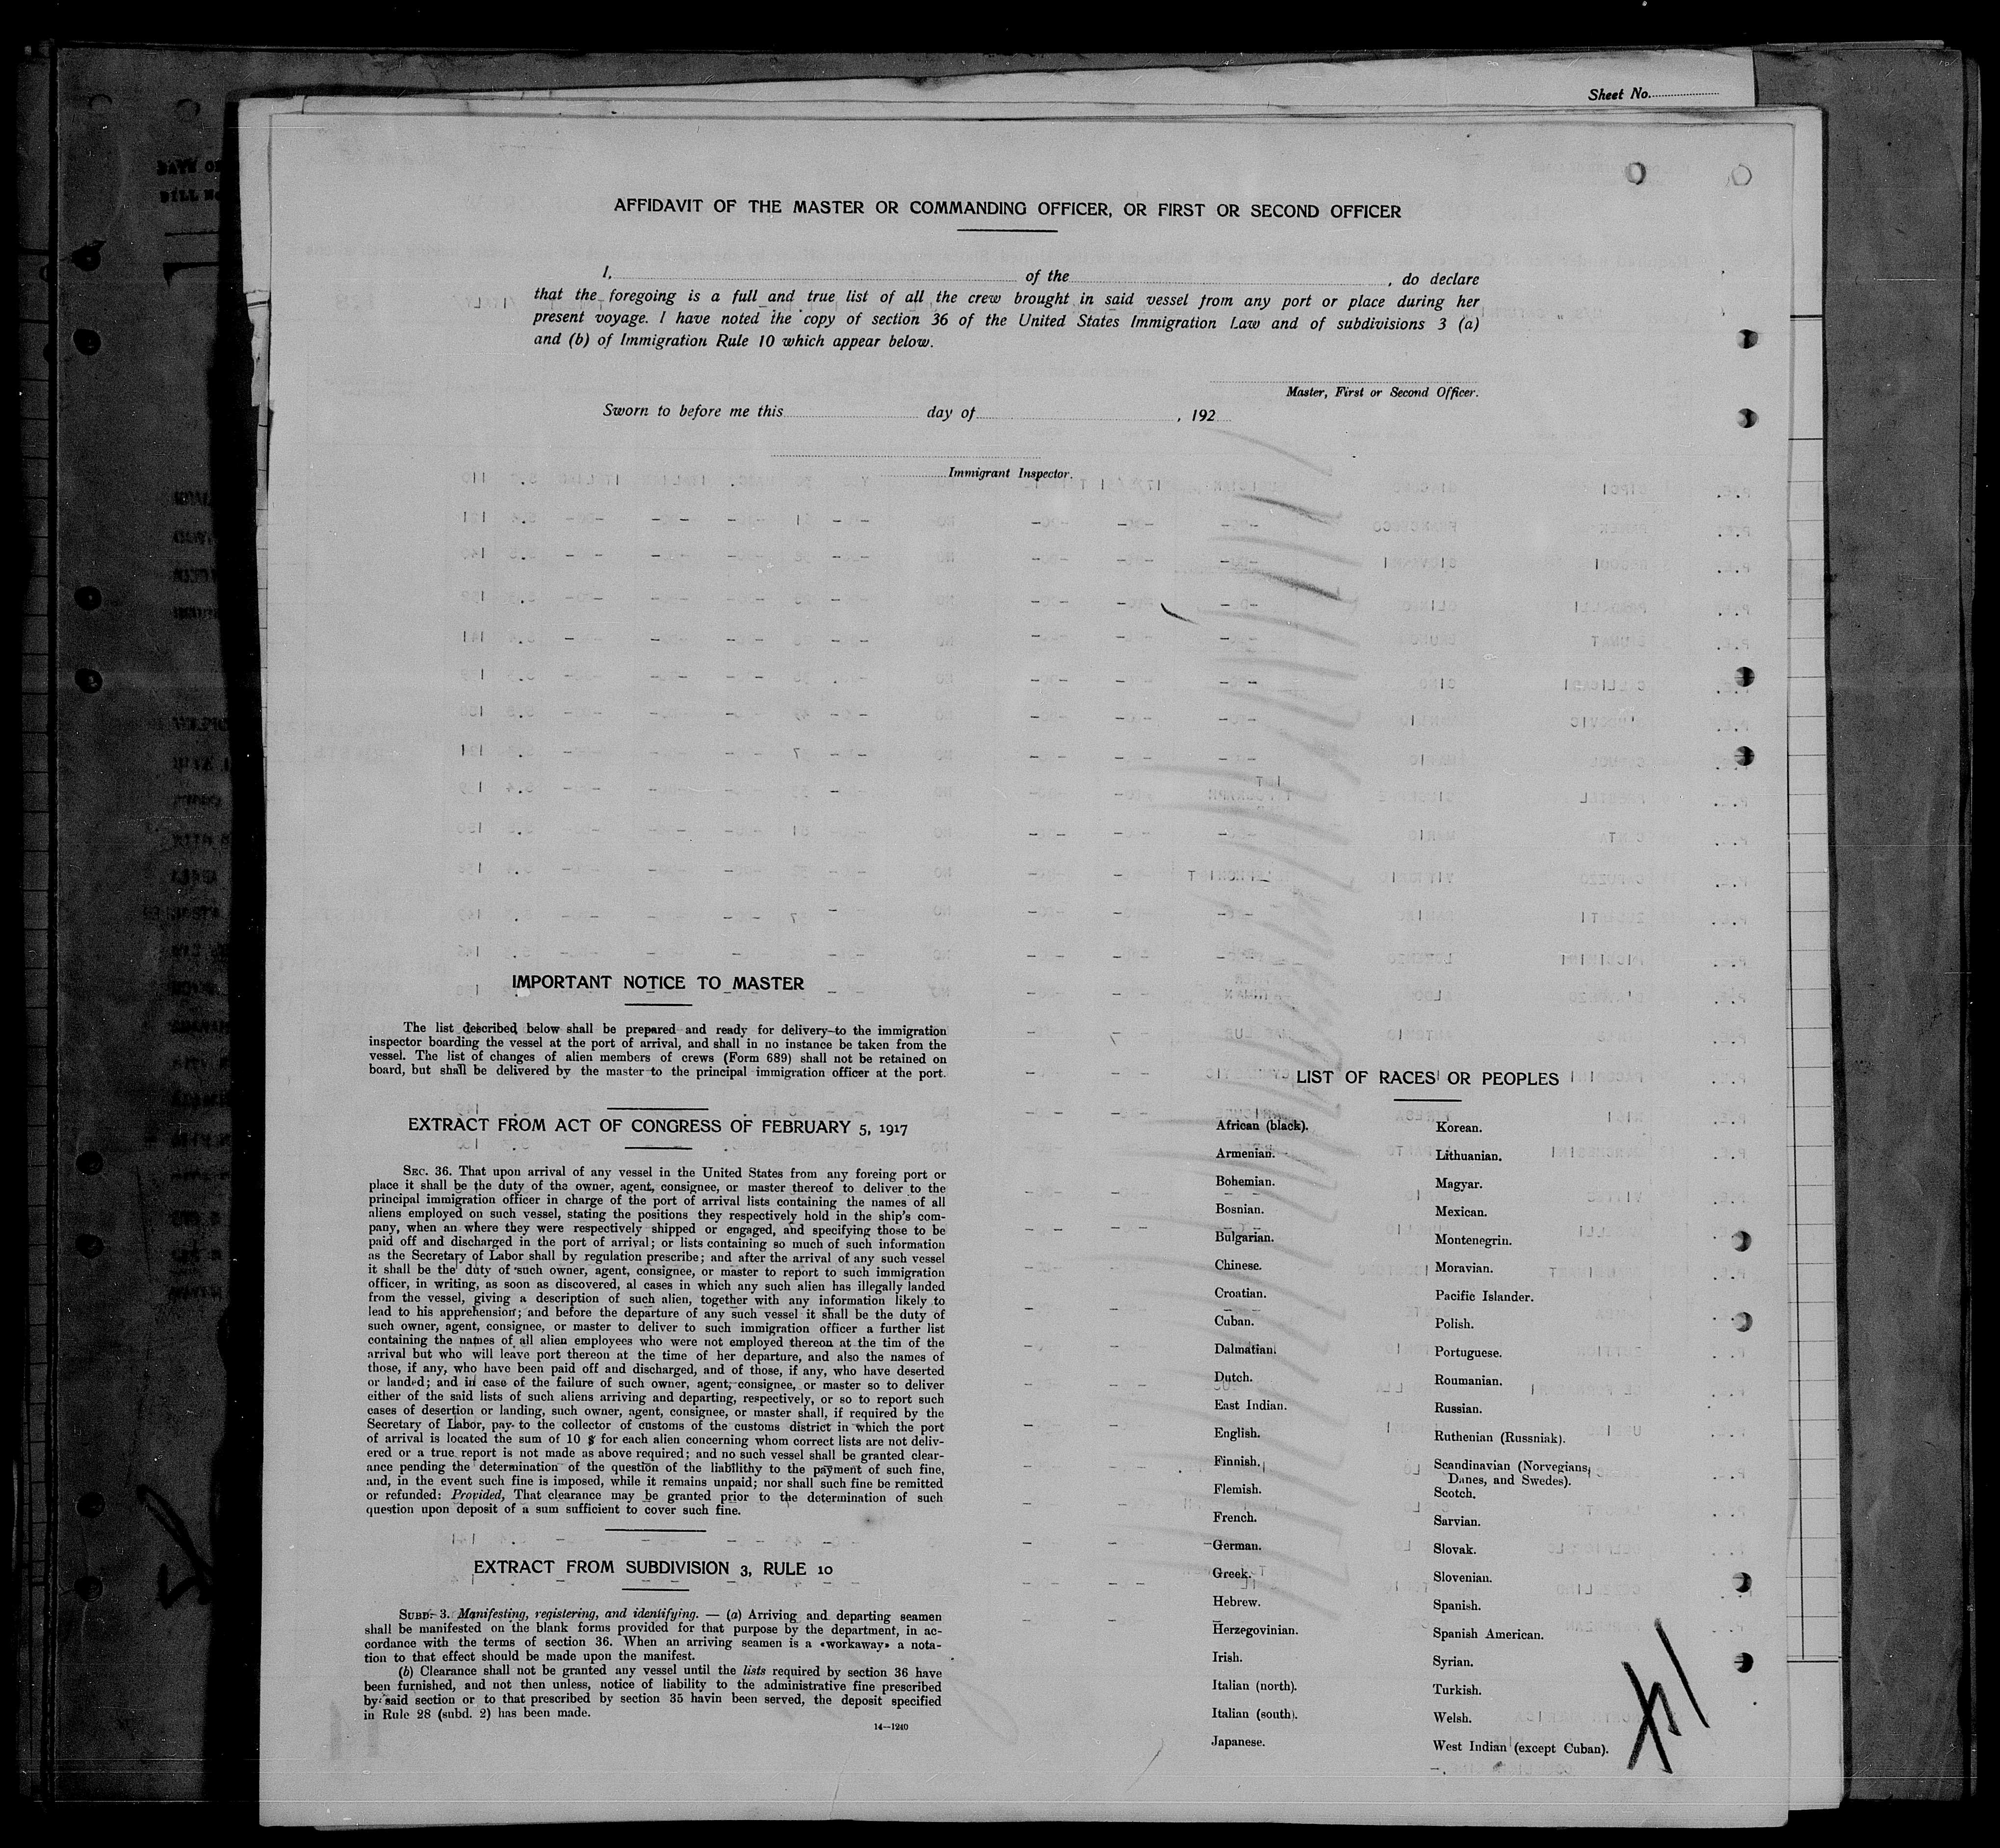 Sheet No.
AFFIDAVIT OF THE MASTER OR COMMANDING OFFICER, OR FIRST OR SECOND OFFICER
I, of the , do declare
that the foregoing is a full and true list of all the crew brought in said vessel from any port or place during her
present voyage. I have noted the copy of section 36 of the United States Immigration Law and of subdivisions 3 (a)
and (b) of Immigration Rule 10 which appear below.
Master, First or Second Officer.
Sworn to before me this day of , 192
Immigrant Inspector.
IMPORTANT NOTICE TO MASTER
The list described below shall be prepared and ready for delivery to the immigration
inspector boarding the vessel at the port of arrival, and shall in no instance be taken from the
vessel. The list of changes of alien members of crews (Form 689) shall not be retained on
board, but shall be delivered by the master to the principal immigration officer at the port.
EXTRACT FROM ACT OF CONGRESS OF FEBRUARY 5, 1917
SEC. 36. That upon arrival of any vessel in the United States from any foreing port or
place it shall be the duty of the owner, agent, consignee, or master thereof to deliver to the
principal immigration officer in charge of the port of arrival lists containing the names of all
aliens employed on such vessel, stating the positions they respectively hold in the ship's com-
pany, when an where they were respectively shipped or engaged, and specifying those to be
paid off and discharged in the port of arrival; or lists containing so much of such information
as the Secretary of Labor shall by regulation prescribe; and after the arrival of any such vessel
it shall be the duty of such owner, agent, consignee, or master to report to such immigration
officer, in writing, as soon as discovered, al cases in which any such alien has illegally landed
from the vessel, giving a description of such alien, together with any information likely to
lead to his apprehension; and before the departure of any such vessel it shall be the duty of
such owner, agent, consignee, or master to deliver to such immigration officer a further list
containing the names of all alien employees who were not employed thereon at the tim of the
arrival but who will leave port thereon at the time of her departure, and also the names of
those, if any, who have been paid off and discharged, and of those, if any, who have deserted
or landed; and in case of the failure of such owner, agent, consignee, or master so to deliver
either of the said lists of such aliens arriving and departing, respectively, or so to report such
cases of desertion or landing, such owner, agent, consignee, or master shall, if required by the
Secretary of Labor, pay to the collector of customs of the customs district in which the port
of arrival is located the sum of 10 $ for each alien concerning whom correct lists are not deliv-
ered or a true report is not made as above required; and no such vessel shall be granted clear-
ance pending the determination of the question of the liabilithy to the payment of such fine,
and, in the event such fine is imposed, while it remains unpaid; nor shall such fine be remitted
or refunded: Provided, That clearance may be granted prior to the determination of such
question upon deposit of a sum sufficient to cover such fine.
EXTRACT FROM SUBDIVISION 3, RULE 10
SUBD. 3. Manifesting, registering, and identifying. — (a) Arriving and departing seamen
shall be manifested on the blank forms provided for that purpose by the department, in ac-
cordance with the terms of section 36. When an arriving seamen is a «workaway» a nota-
tion to that effect should be made upon the manifest.
(b) Clearance shall not be granted any vessel until the lists required by section 36 have
been furnished, and not then unless, notice of liability to the administrative fine prescribed
by said section or to that prescribed by section 35 havin been served, the deposit specified
in Rule 28 (subd. 2) has been made.
14—1240
LIST OF RACES OR PEOPLES
African (black).
Armenian.
Bohemian.
Bosnian.
Bulgarian.
Chinese.
Croatian.
Cuban.
Dalmatian.
Dutch.
East Indian.
English.
Finnish.
Flemish.
French.
German.
Greek.
Hebrew.
Herzegovinian.
Irish.
Italian (north).
Italian (south).
Japanese.
Korean.
Lithuanian.
Magyar.
Mexican.
Montenegrin.
Moravian.
Pacific Islander.
Polish.
Portuguese.
Roumanian.
Russian.
Ruthenian (Russniak).
Scandinavian (Norvegians,
Danes, and Swedes).
Scotch.
Sarvian.
Slovak.
Slovenian.
Spanish.
Spanish American.
Syrian.
Turkish.
Welsh.
West Indian (except Cuban).